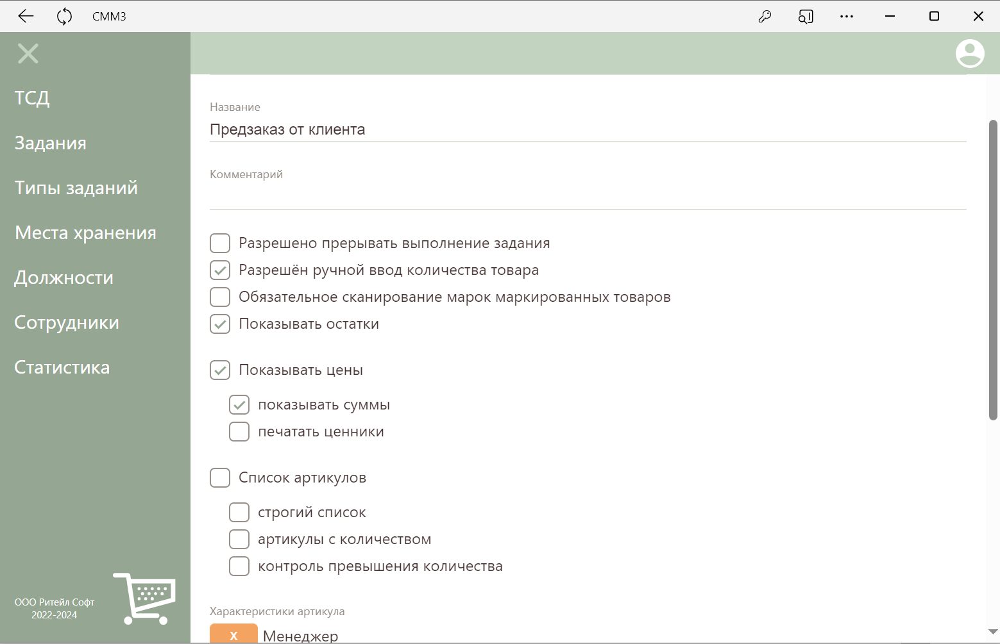 СММ3
ТСД
Задания
Типы заданий
Места хранения
Должности
Сотрудники
Статистика
ООО Ритейл Софт
2022-2024
Название
Предзаказ от клиента
Комментарий
Разрешено прерывать выполнение задания
Разрешён ручной ввод количества товара
Обязательное сканирование марок маркированных товаров
Показывать остатки
Показывать цены
показывать суммы
печатать ценники
Список артикулов
строгий список
артикулы с количеством
контроль превышения количества
Характеристики артикула
X Менеджер